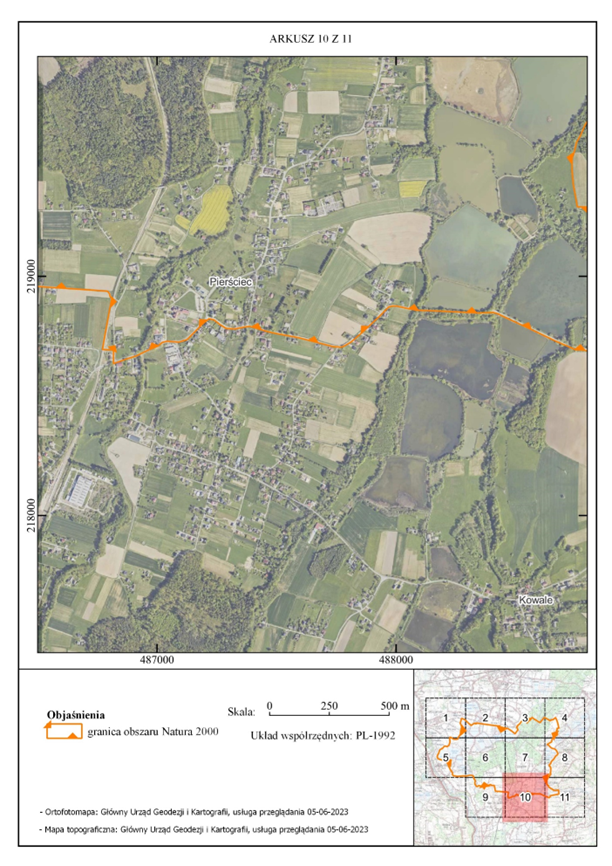 ARKUSZ 10 Z 11
219000
Pierściec
218000
Kowale
487000
488000
Objaśnienia
granica obszaru Natura 2000
Skala:
0
250
500 m
Układ współrzędnych: PL-1992
- Ortofotomapa: Główny Urząd Geodezji i Kartografii, usługa przeglądania 05-06-2023
- Mapa topograficzna: Główny Urząd Geodezji i Kartografii, usługa przeglądania 05-06-2023
1
2
3
4
5
6
7
8
9
10
11